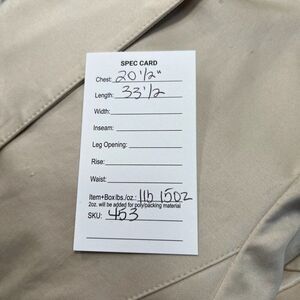 SPEC CARD
Chest: 20 1/2"
Length: 33 1/2
Width:
Inseam:
Leg Opening:
Rise:
Waist:
Item+Box lbs./oz.: 1lb 15oz
2oz. will be added for poly/packing material
SKU: 453